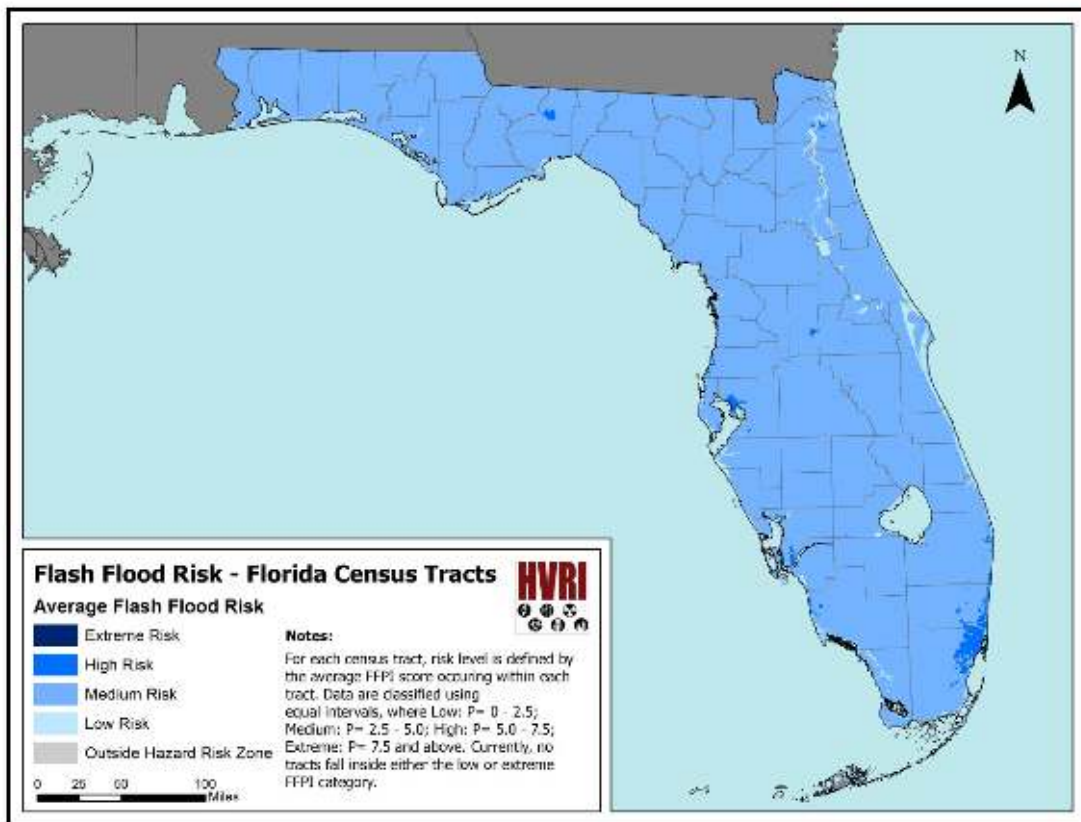 N
Flash Flood Risk - Florida Census Tracts
HVRI
Average Flash Flood Risk
Extreme Risk
High Risk
Medium Risk
Low Risk
Outside Hazard Risk Zone
0 25 50 100
Miles
Notes:
For each census tract, risk level is defined by
the average FFPI score occuring within each
tract. Data are classified using
equal intervals, where Low: P= 0 - 2.5;
Medium: P= 2.5 - 5.0; High: P= 5.0 - 7.5;
Extreme: P= 7.5 and above. Currently, no
tracts fall inside either the low or extreme
FFPI category.